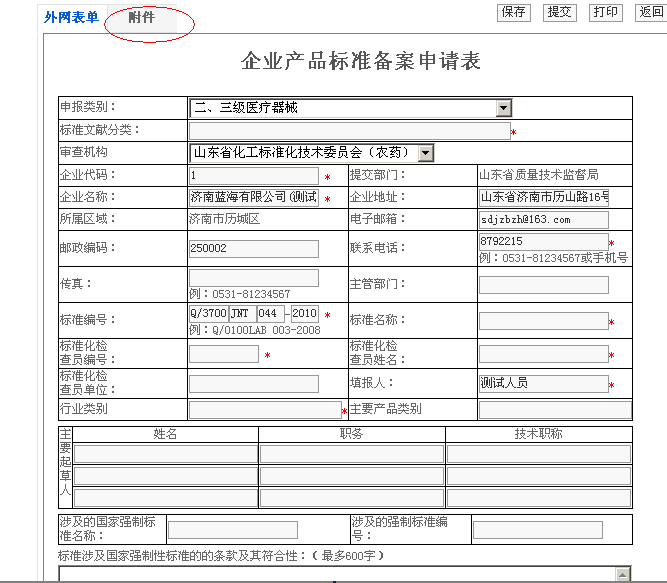 外网表单 附件 保存 提交 打印 返回
企业产品标准备案申请表
申报类别： 二、三级医疗器械
标准文献分类： *
审查机构 山东省化工标准化技术委员会（农药）
企业代码： 1 * 提交部门： 山东省质量技术监督局
企业名称： 济南蓝海有限公司(测试 * 企业地址： 山东省济南市历山路16号
所属区域： 济南市历城区 电子邮箱： sdjzbzh@163.com
邮政编码： 250002 联系电话： 8792215 *
例：0531-81234567或手机号
传真： 主管部门：
例：0531-81234567
标准编号： Q/3700 JNT 044 -2010 * 标准名称： *
例：Q/0100LAB 003-2008
标准化检
查员编号： *
标准化检
查员姓名： *
标准化检
查员单位：
填报人： 测试人员 *
行业类别 * 主要产品类别
主要起草人
姓名 职务 技术职称
涉及的国家强制标
准名称：
涉及的强制标准编
号：
标准涉及国家强制性标准的的条款及其符合性：（最多600字）